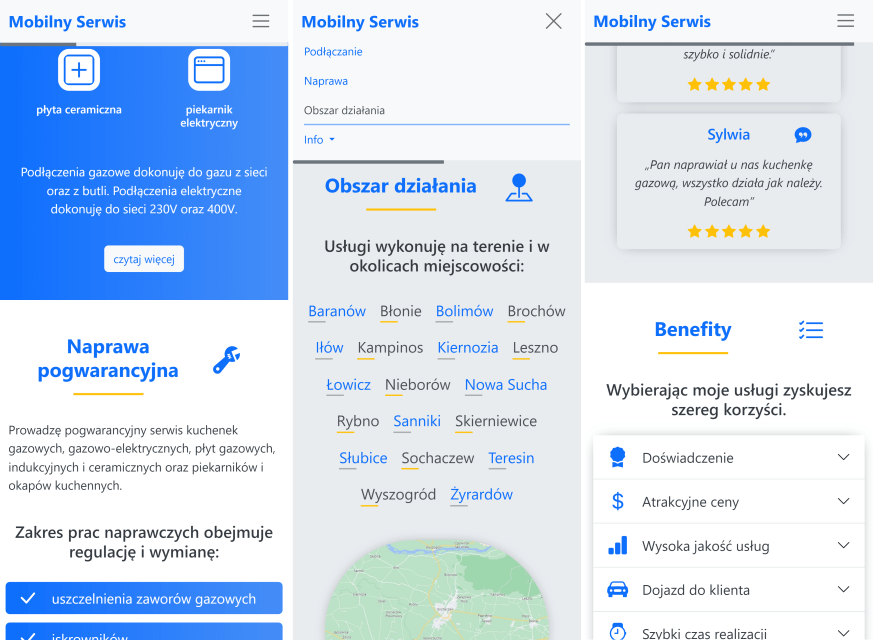 Mobilny Serwis
płyta ceramiczna
piekarnik
elektryczny
Podłączenia gazowe dokonuję do gazu z sieci
oraz z butli. Podłączenia elektryczne
dokonuję do sieci 230V oraz 400V.
czytaj więcej
Naprawa
pogwarancyjna
Prowadzę pogwarancyjny serwis kuchenek
gazowych, gazowo-elektrycznych, płyt gazowych,
indukcyjnych i ceramicznych oraz piekarników i
okapów kuchennych.
Zakres prac naprawczych obejmuje
regulację i wymianę:
uszczelnienia zaworów gazowych
iskrowników
Mobilny Serwis
Podłączanie
Naprawa
Obszar działania
Info
Obszar działania
Usługi wykonuję na terenie i w
okolicach miejscowości:
Baranów Błonie Bolimów Brochów
Iłów Kampinos Kiernozia Leszno
Łowicz Nieborów Nowa Sucha
Rybno Sanniki Skierniewice
Słubice Sochaczew Teresin
Wyszogród Żyrardów
Mobilny Serwis
szybko i solidnie.”
Sylwia
„Pan naprawiał u nas kuchenkę
gazową, wszystko działa jak należy.
Polecam”
Benefity
Wybierając moje usługi zyskujesz
szereg korzyści.
Doświadczenie
Atrakcyjne ceny
Wysoka jakość usług
Dojazd do klienta
Szybki czas realizacji